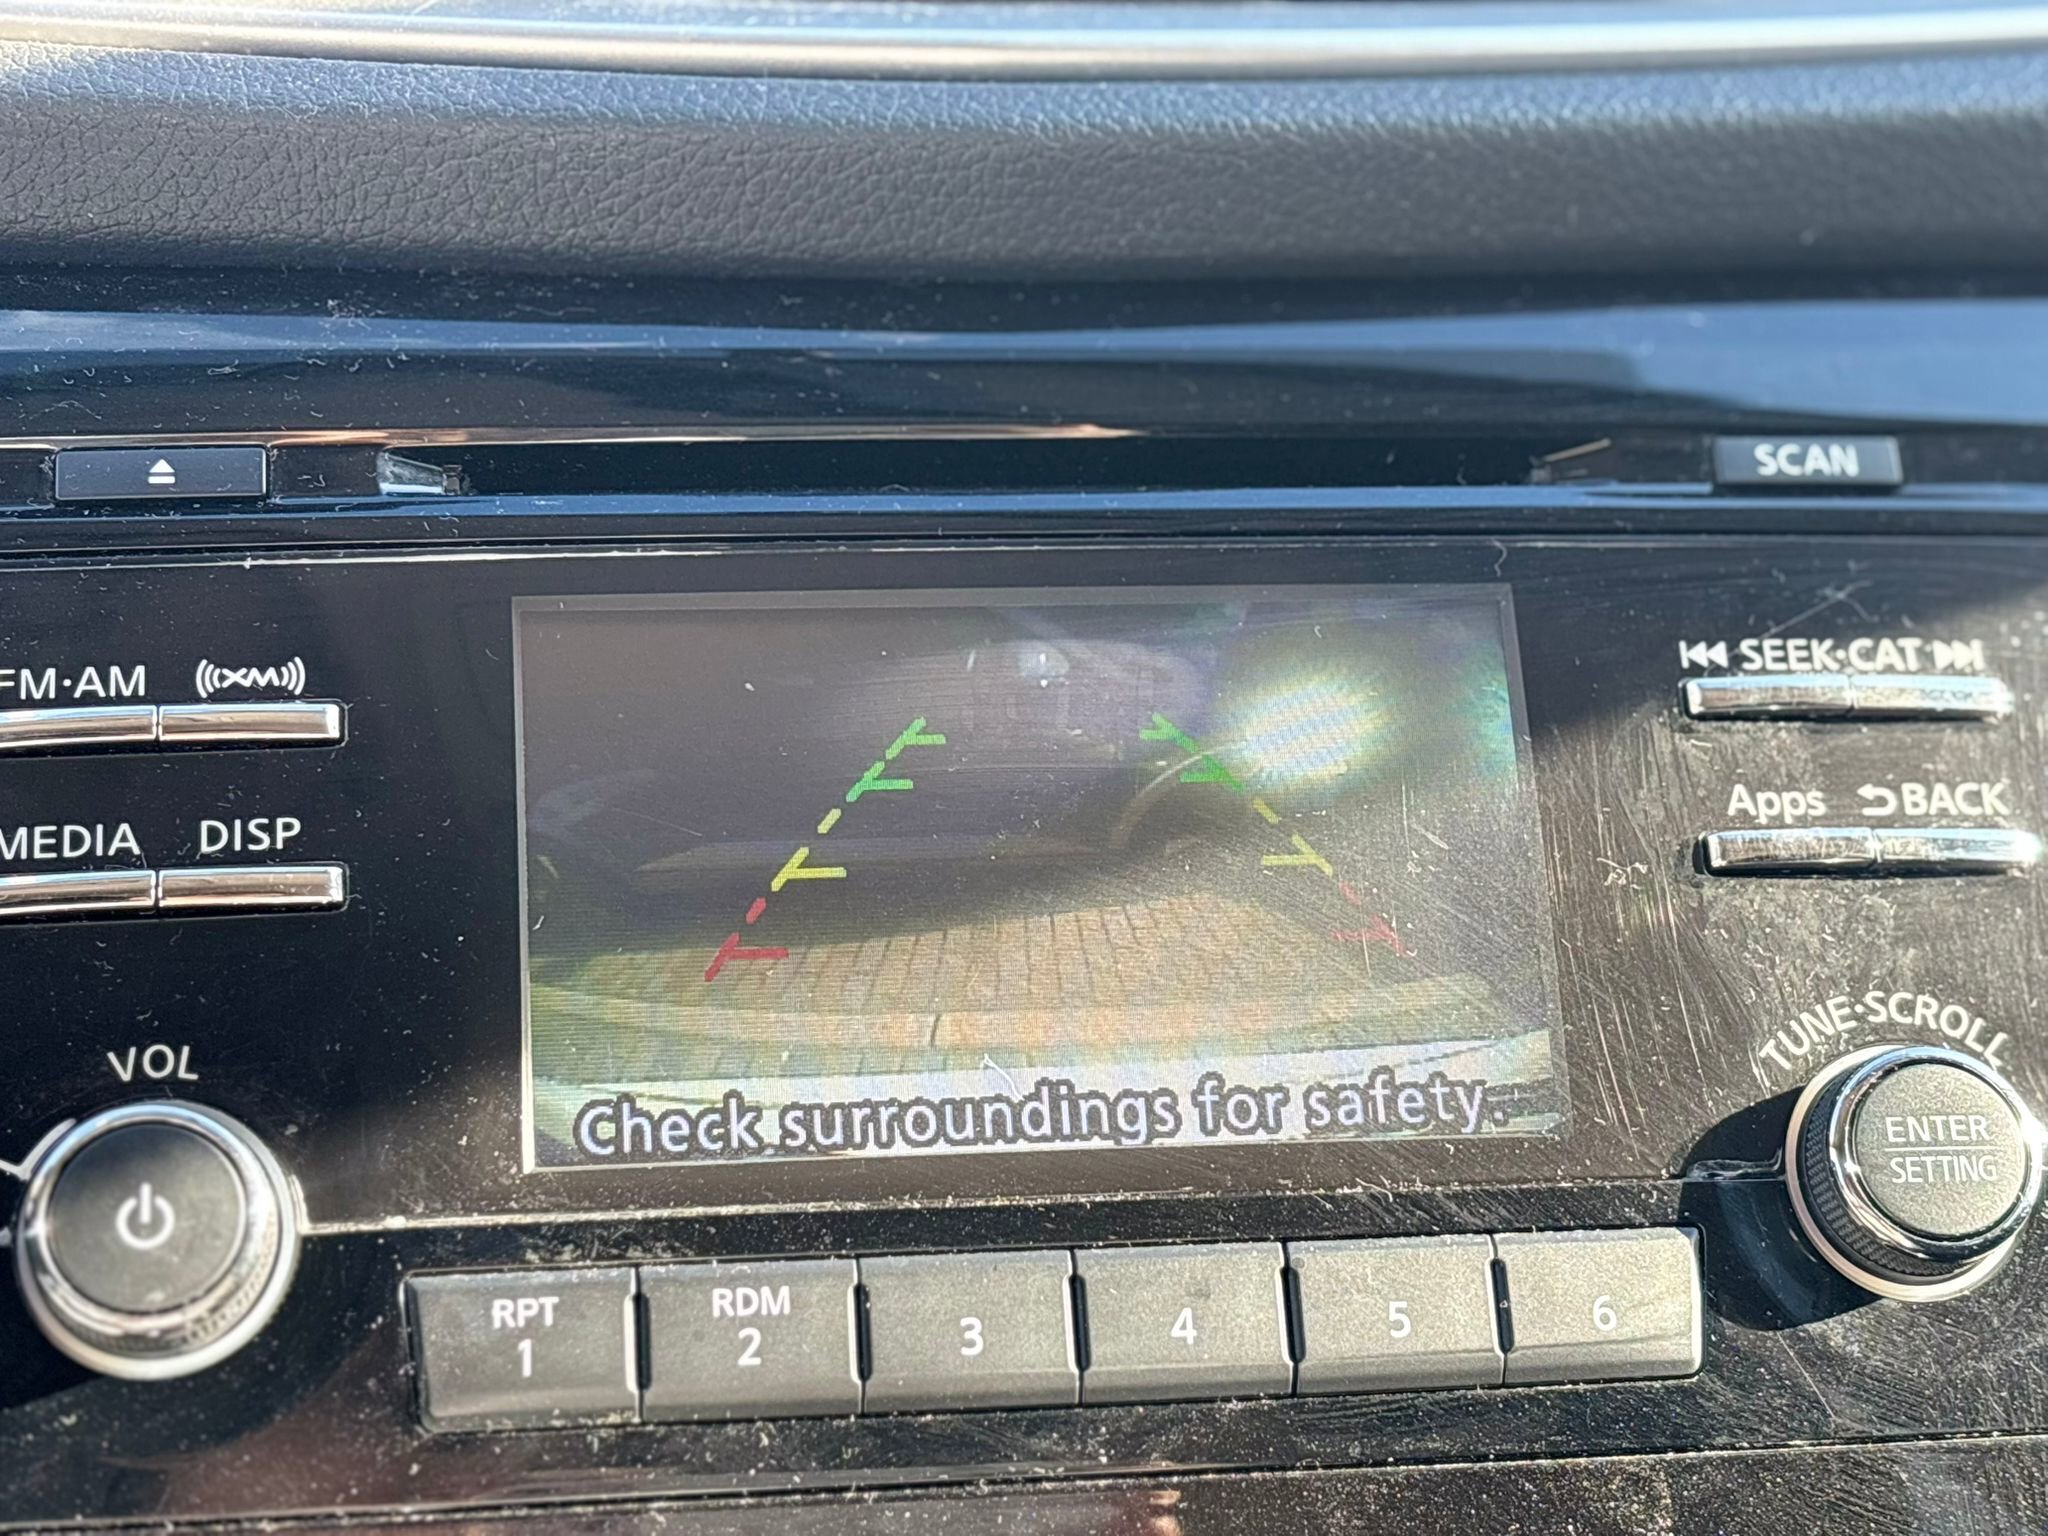 SCAN
FM·AM
XM
SEEK·CAT
MEDIA
DISP
Apps
BACK
VOL
TUNE·SCROLL
Check surroundings for safety.
ENTER
SETTING
RPT
1
RDM
2
3
4
5
6